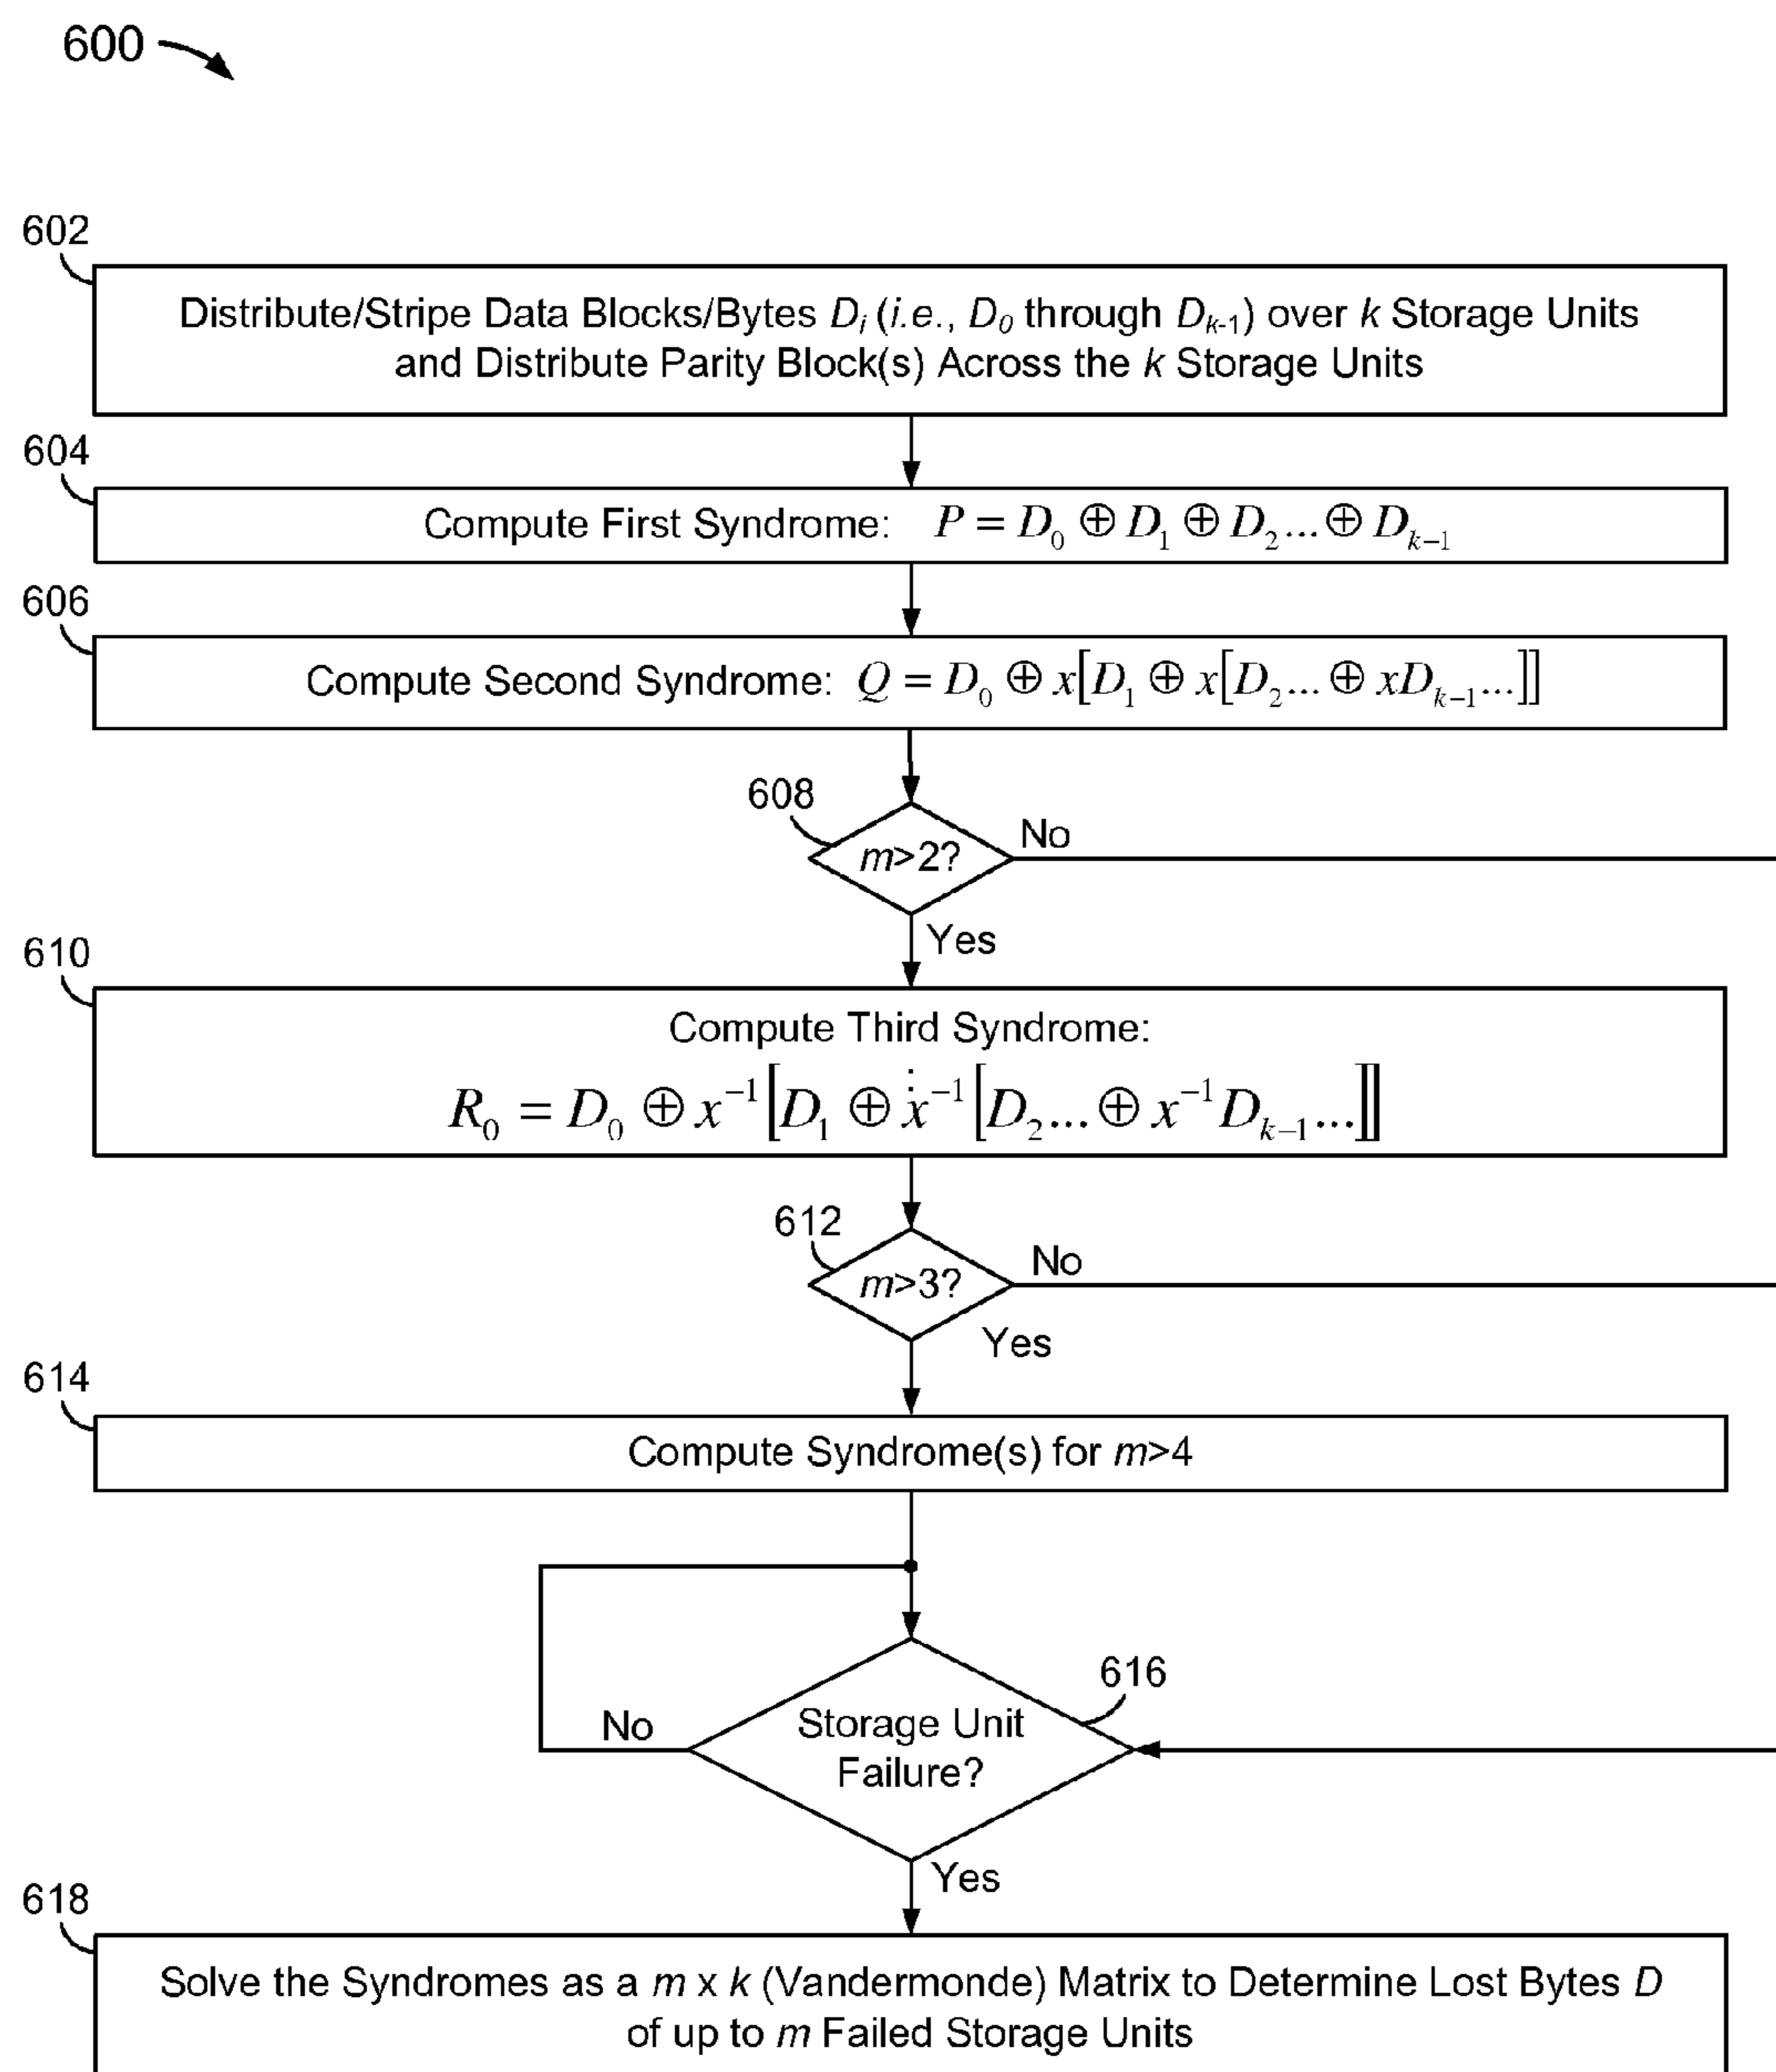 600
602
Distribute/Stripe Data Blocks/Bytes Di (i.e., D0 through Dk-1) over k Storage Units
and Distribute Parity Block(s) Across the k Storage Units
604
Compute First Syndrome: P = D₀ ⊕ D₁ ⊕ D₂... ⊕ Dk−1
606
Compute Second Syndrome: Q = D₀ ⊕ x[D₁ ⊕ x[D₂... ⊕ xDk−1...]]
608
m>2?
No
Yes
610
Compute Third Syndrome:
R₀ = D₀ ⊕ x⁻¹[D₁ ⊕ x⁻¹[D₂... ⊕ x⁻¹Dk−1...]]
612
m>3?
No
Yes
614
Compute Syndrome(s) for m>4
616
Storage Unit
Failure?
No
Yes
618
Solve the Syndromes as a m x k (Vandermonde) Matrix to Determine Lost Bytes D
of up to m Failed Storage Units